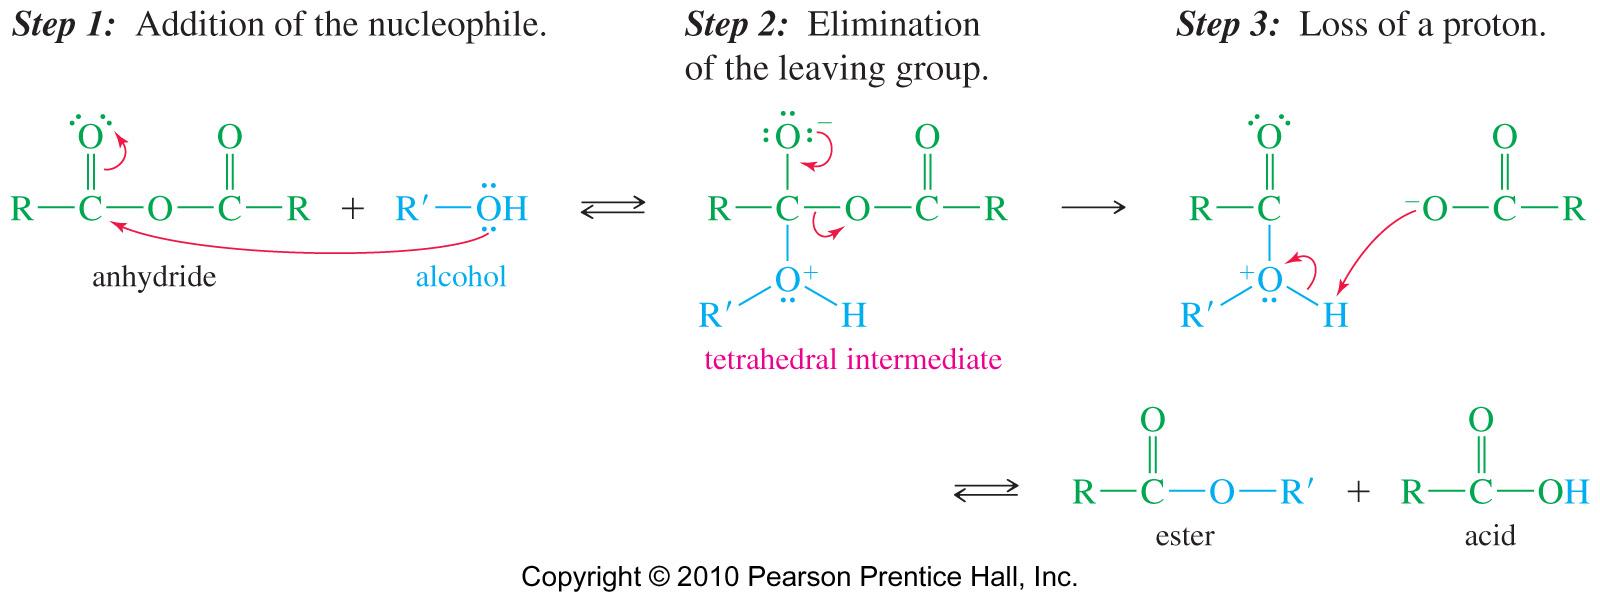 Step 1: Addition of the nucleophile.
Step 2: Elimination
of the leaving group.
Step 3: Loss of a proton.
O O O − O O O
R C O C R + R′ OH R C O C R R C −O C R
anhydride alcohol
O+ +O
R′ H R′ H
tetrahedral intermediate
O O
R C O R′ + R C OH
ester acid
Copyright © 2010 Pearson Prentice Hall, Inc.